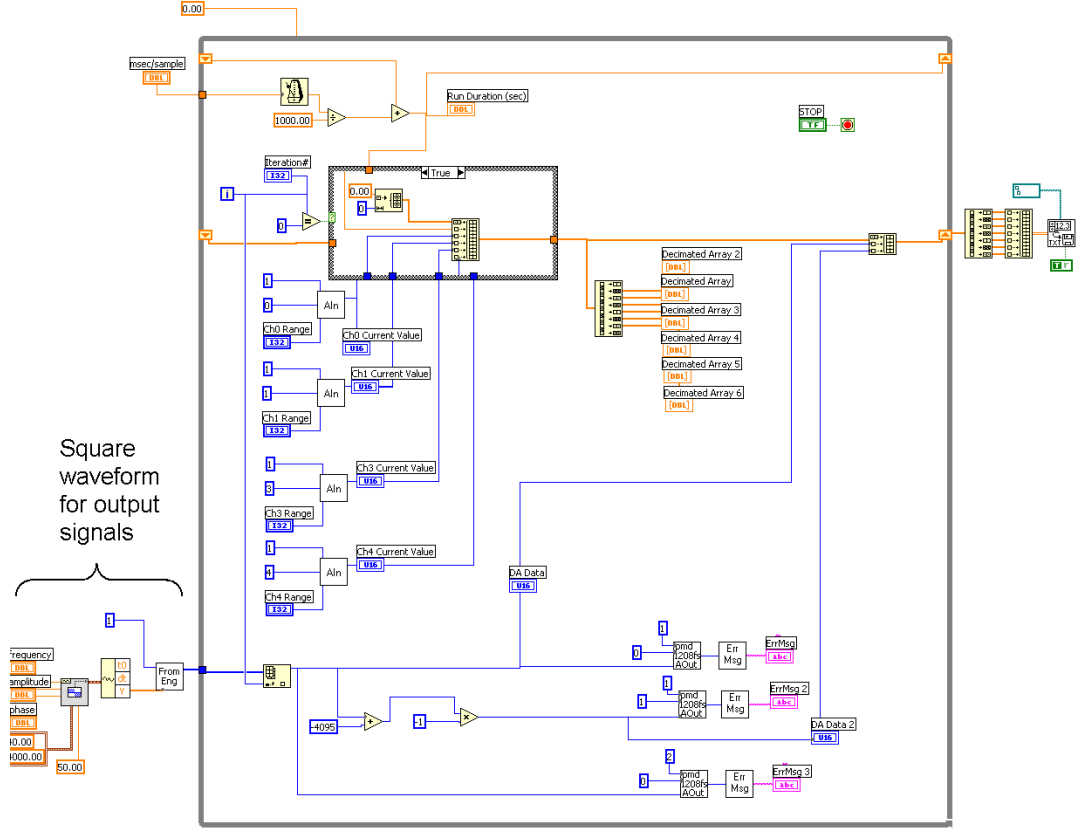 0.00
msec/sample
DBL
1000.00
Run Duration (sec)
DBL
STOP
TF
Iteration#
I32
True
i
0.00
0
0
?
=
÷
+
1
0
AIn
Ch0 Range
I32
Ch0 Current Value
U16
1
1
AIn
Ch1 Range
I32
Ch1 Current Value
U16
1
3
AIn
Ch3 Range
I32
Ch3 Current Value
U16
1
4
AIn
Ch4 Range
I32
Ch4 Current Value
U16
Decimated Array 2
[DBL]
Decimated Array
[DBL]
Decimated Array 3
[DBL]
Decimated Array 4
[DBL]
Decimated Array 5
[DBL]
Decimated Array 6
[DBL]
12.3
TXT
T F
Square
waveform
for output
signals
1
frequency
DBL
amplitude
DBL
phase
DBL
000.00
50.00
t0
dt
Y
From
Eng
DA Data
U16
-4095
+
-1
×
1
0
pmd
1208fs
AOut
Err
Msg
ErrMsg
abc
1
1
pmd
1208fs
AOut
Err
Msg
ErrMsg 2
abc
DA Data 2
U16
2
0
pmd
1208fs
AOut
Err
Msg
ErrMsg 3
abc